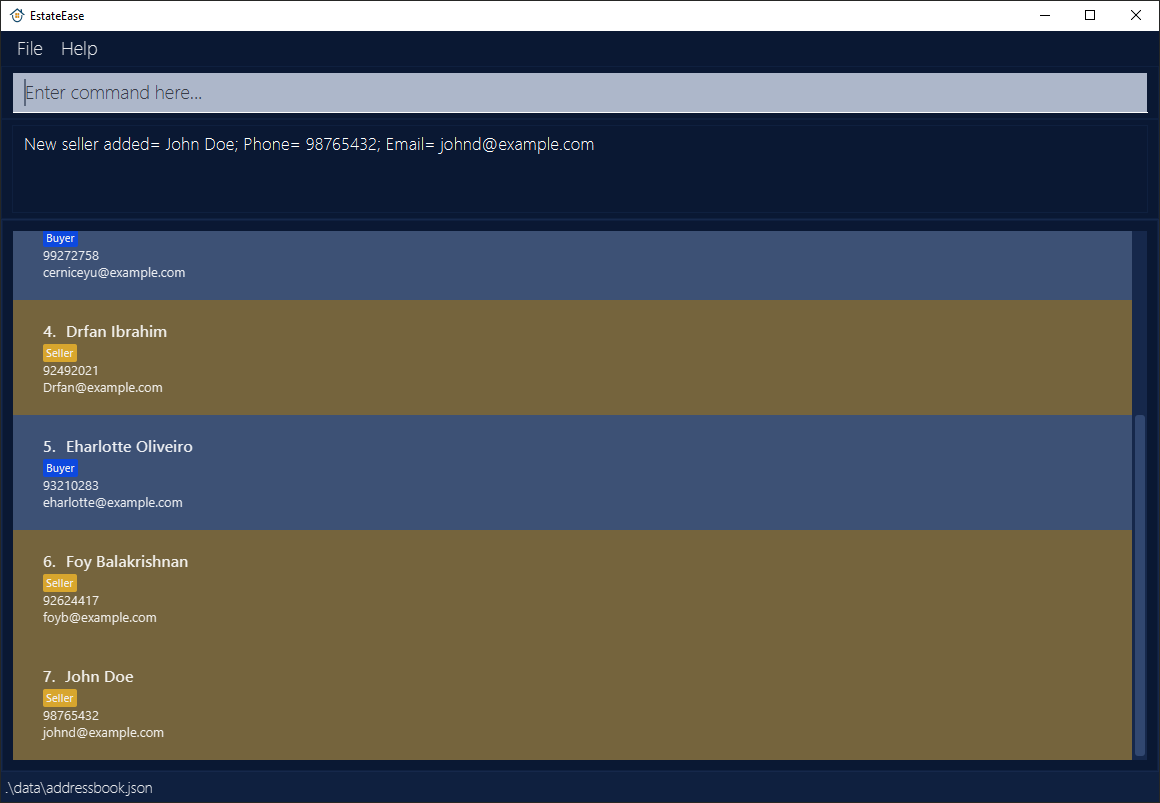 EstateEase
File Help
Enter command here...
New seller added= John Doe; Phone= 98765432; Email= johnd@example.com
Buyer
99272758
cerniceyu@example.com
4. Drfan Ibrahim
Seller
92492021
Drfan@example.com
5. Eharlotte Oliveiro
Buyer
93210283
eharlotte@example.com
6. Foy Balakrishnan
Seller
92624417
foyb@example.com
7. John Doe
Seller
98765432
johnd@example.com
.\data\addressbook.json